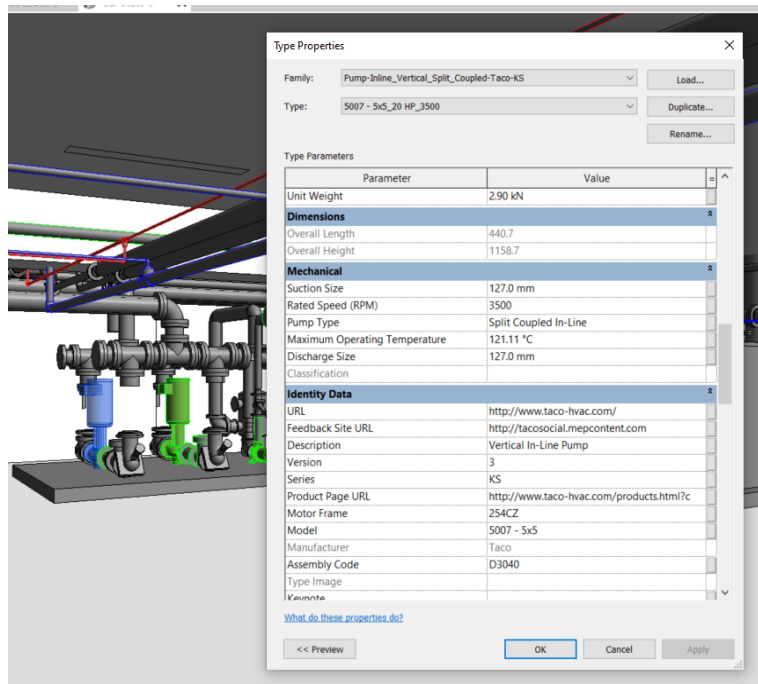 Type Properties
Family: Pump-Inline_Vertical_Split_Coupled-Taco-KS Load...
Type: 5007 - 5x5_20 HP_3500 Duplicate...
Rename...
Type Parameters
Parameter Value =
Unit Weight 2.90 kN
Dimensions
Overall Length 440.7
Overall Height 1158.7
Mechanical
Suction Size 127.0 mm
Rated Speed (RPM) 3500
Pump Type Split Coupled In-Line
Maximum Operating Temperature 121.11 °C
Discharge Size 127.0 mm
Classification
Identity Data
URL http://www.taco-hvac.com/
Feedback Site URL http://tacosocial.mepcontent.com
Description Vertical In-Line Pump
Version 3
Series KS
Product Page URL http://www.taco-hvac.com/products.html?c
Motor Frame 254CZ
Model 5007 - 5x5
Manufacturer Taco
Assembly Code D3040
Type Image
Keynote
What do these properties do?
<< Preview OK Cancel Apply